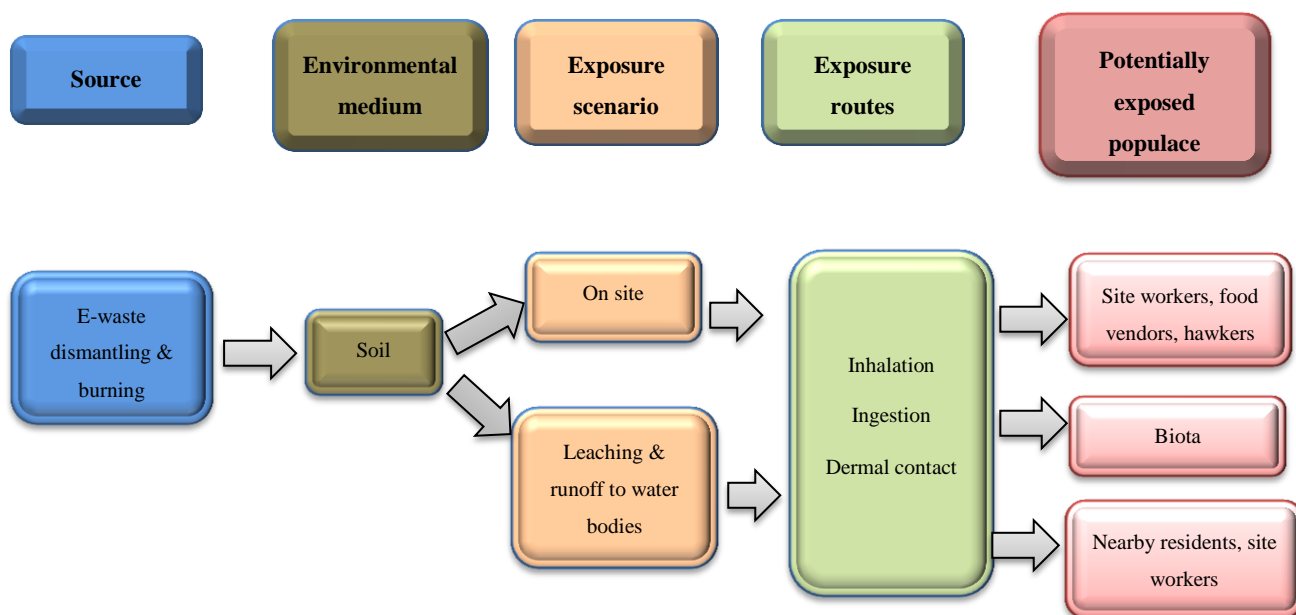 Source
Environmental
medium
Exposure
scenario
Exposure
routes
Potentially
exposed
populace
E-waste
dismantling &
burning
Soil
On site
Leaching &
runoff to water
bodies
Inhalation
Ingestion
Dermal contact
Site workers, food
vendors, hawkers
Biota
Nearby residents, site
workers